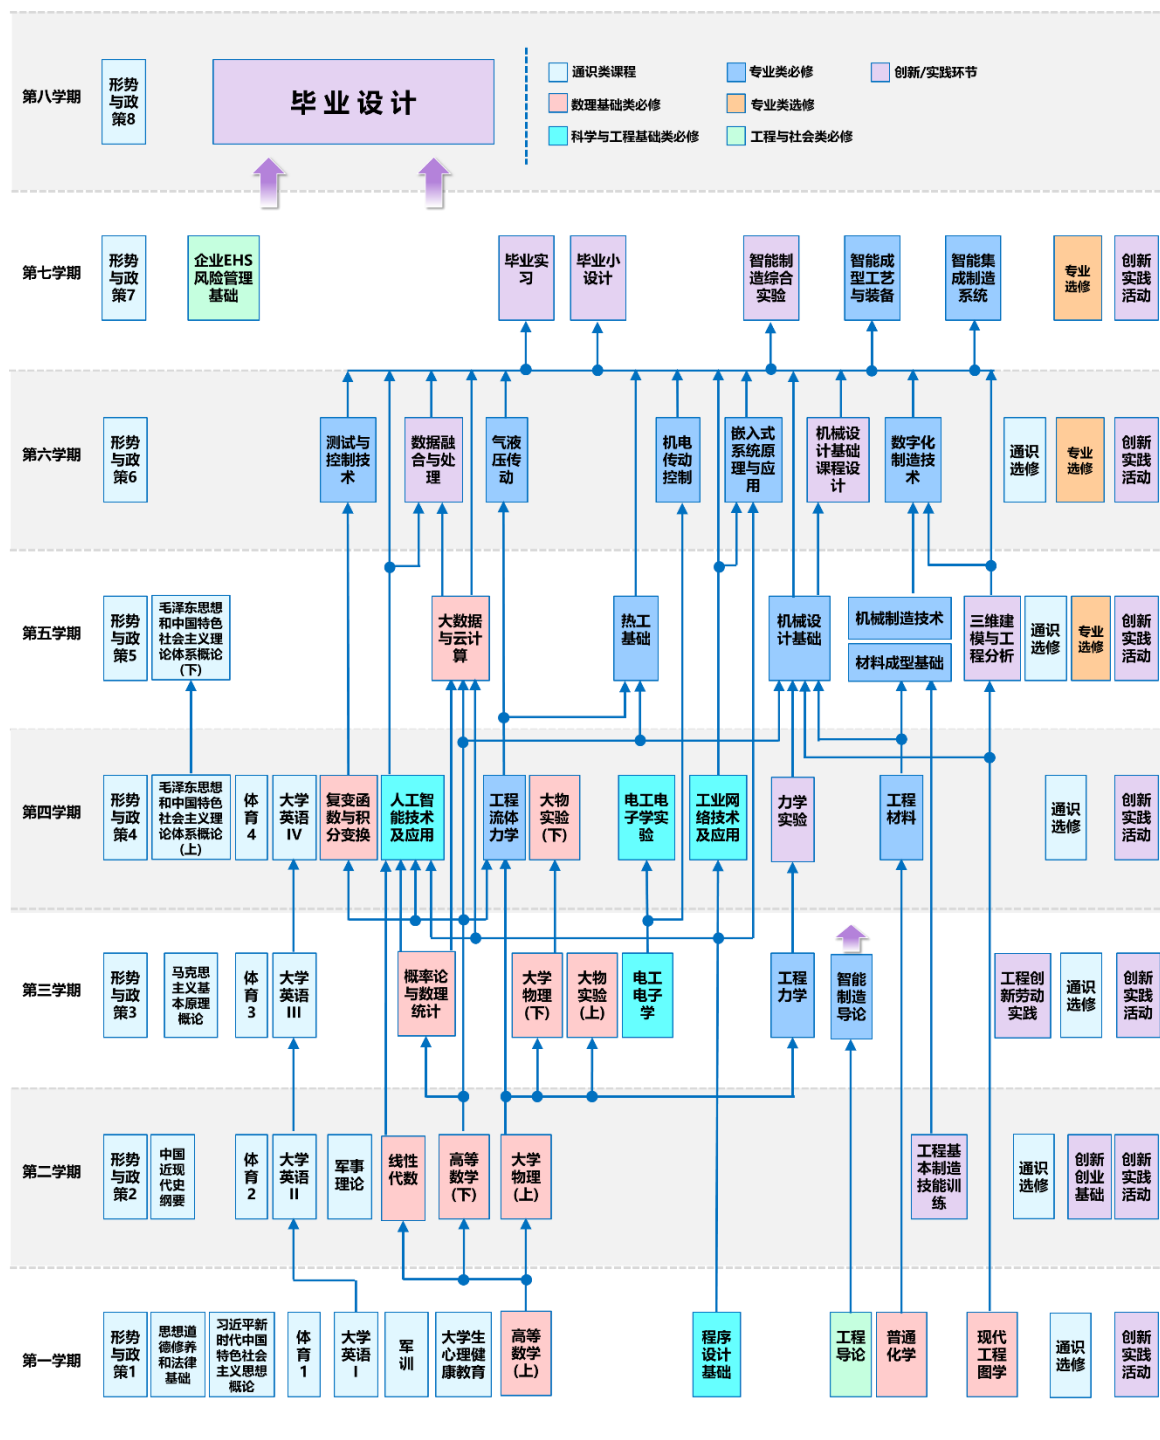 第八学期
形势
与政
策8
毕业设计
通识类课程
专业类必修
创新/实践环节
数理基础类必修
专业类选修
科学与工程基础类必修
工程与社会类必修
第七学期
形势
与政
策7
企业EHS
风险管理
基础
毕业实
习
毕业小
设计
智能制
造综合
实验
智能成
型工艺
与装备
智能集
成制造
系统
专业
选修
创新
实践
活动
第六学期
形势
与政
策6
测试与
控制技
术
数据融
合与处
理
气液
压传
动
机电
传动
控制
嵌入式
系统原
理与应
用
机械设
计基础
课程设
计
数字化
制造技
术
通识
选修
专业
选修
创新
实践
活动
第五学期
形势
与政
策5
毛泽东思想
和中国特色
社会主义理
论体系概论
(下)
大数据
与云计
算
热工
基础
机械设
计基础
机械制造技术
材料成型基础
三维建
模与工
程分析
通识
选修
专业
选修
创新
实践
活动
第四学期
形势
与政
策4
毛泽东思想
和中国特色
社会主义理
论体系概论
(上)
体
育
4
大学
英语
IV
复变函
数与积
分变换
人工智
能技术
及应用
工程
流体
力学
大物
实验
(下)
电工电
子学实
验
工业网
络技术
及应用
力学
实验
工程
材料
通识
选修
创新
实践
活动
第三学期
形势
与政
策3
马克思
主义基
本原理
概论
体
育
3
大学
英语
III
概率论
与数理
统计
大学
物理
(下)
大物
实验
(上)
电工
电子
学
工程
力学
智能
制造
导论
工程创
新劳动
实践
通识
选修
创新
实践
活动
第二学期
形势
与政
策2
中国
近现
代史
纲要
体
育
2
大学
英语
II
军事
理论
线性
代数
高等
数学
(下)
大学
物理
(上)
工程基
本制造
技能训
练
通识
选修
创新
创业
基础
创新
实践
活动
第一学期
形势
与政
策1
思想道
德修养
和法律
基础
习近平新
时代中国
特色社会
主义思想
概论
体
育
1
大学
英语
I
军
训
大学生
心理健
康教育
高等
数学
(上)
程序
设计
基础
工程
导论
普通
化学
现代
工程
图学
通识
选修
创新
实践
活动